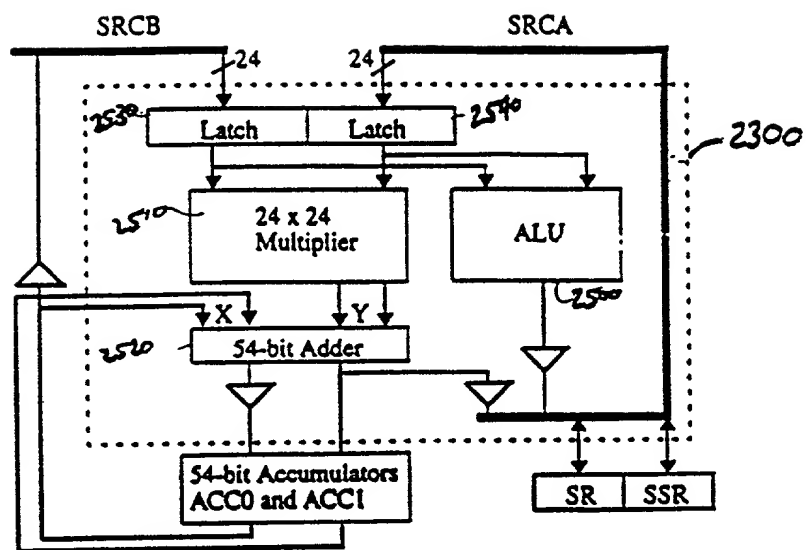 SRCB
SRCA
24
24
2530
Latch
Latch
2540
2300
2510
24 x 24
Multiplier
ALU
2560
X
Y
2520
54-bit Adder
54-bit Accumulators
ACC0 and ACC1
SR
SSR